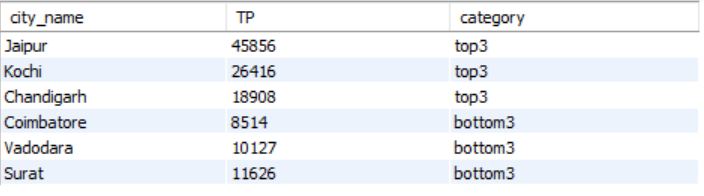 city_name TP category
Jaipur 45856 top3
Kochi 26416 top3
Chandigarh 18908 top3
Coimbatore 8514 bottom3
Vadodara 10127 bottom3
Surat 11626 bottom3